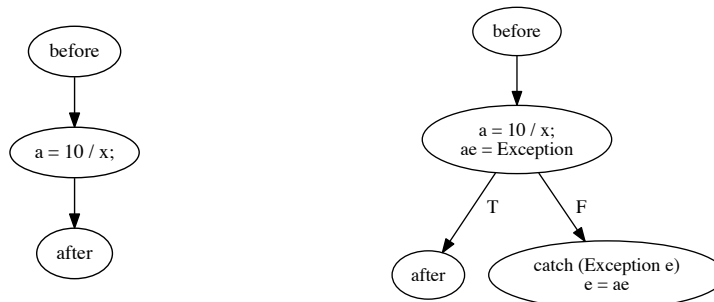 before
a = 10 / x;
after
before
a = 10 / x;
ae = Exception
T
F
after
catch (Exception e)
e = ae